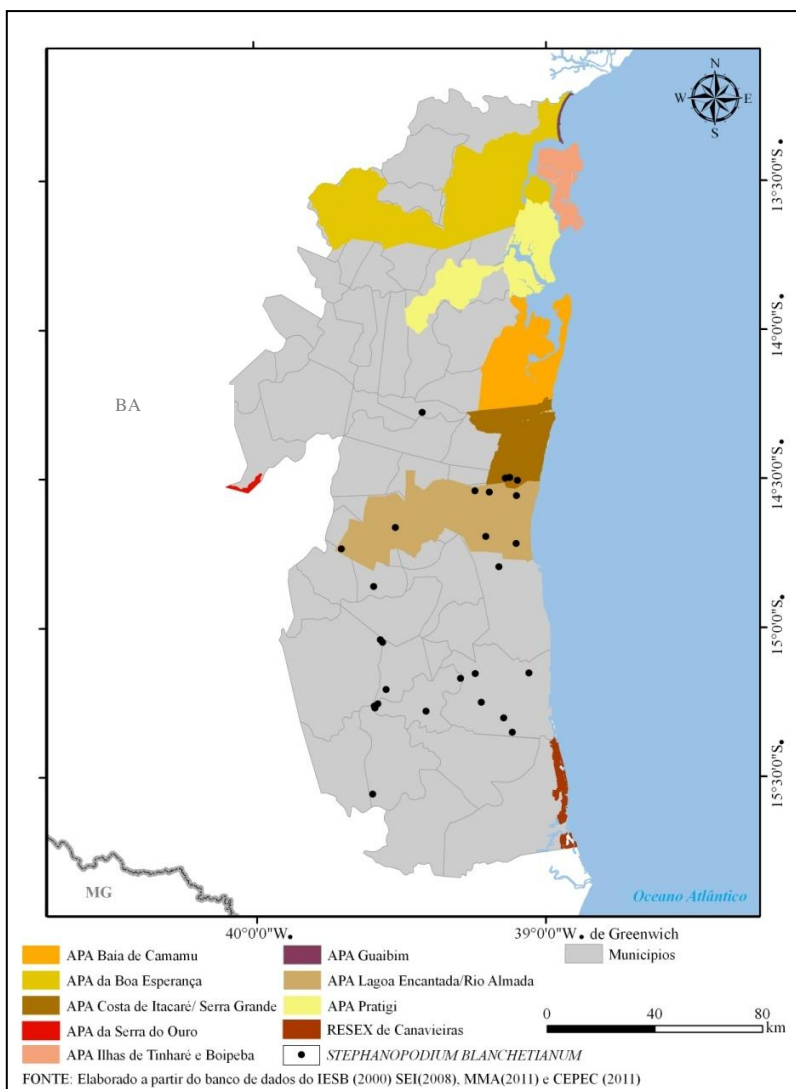 N
W E
S
13°30'0"S.
14°0'0"S.
14°30'0"S.
15°0'0"S.
15°30'0"S.
BA
MG
Oceano Atlântico
40°0'0"W.
39°0'0"W. de Greenwich
APA Baía de Camamu
APA da Boa Esperança
APA Costa de Itacaré/ Serra Grande
APA da Serra do Ouro
APA Ilhas de Tinharé e Boipeba
APA Guaibim
APA Lagoa Encantada/Rio Almada
APA Pratigi
RESEX de Canavieiras
STEPHANOPODIUM BLANCHETIANUM
Municípios
0 40 80
km
FONTE: Elaborado a partir do banco de dados do IESB (2000) SEI(2008), MMA(2011) e CEPEC (2011)